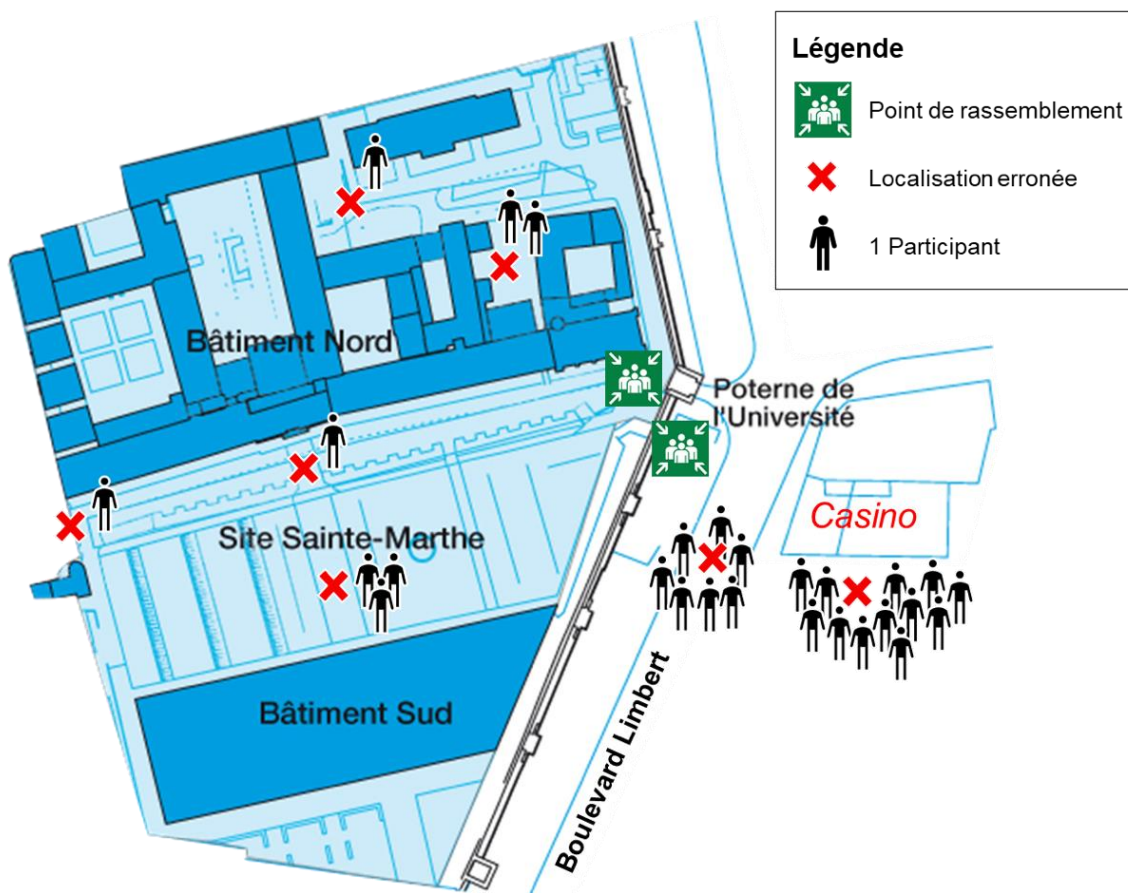 Légende
Point de rassemblement
Localisation erronée
1 Participant
Bâtiment Nord
Poterne de
l'Université
Casino
Site Sainte-Marthe
Bâtiment Sud
Boulevard Limbert